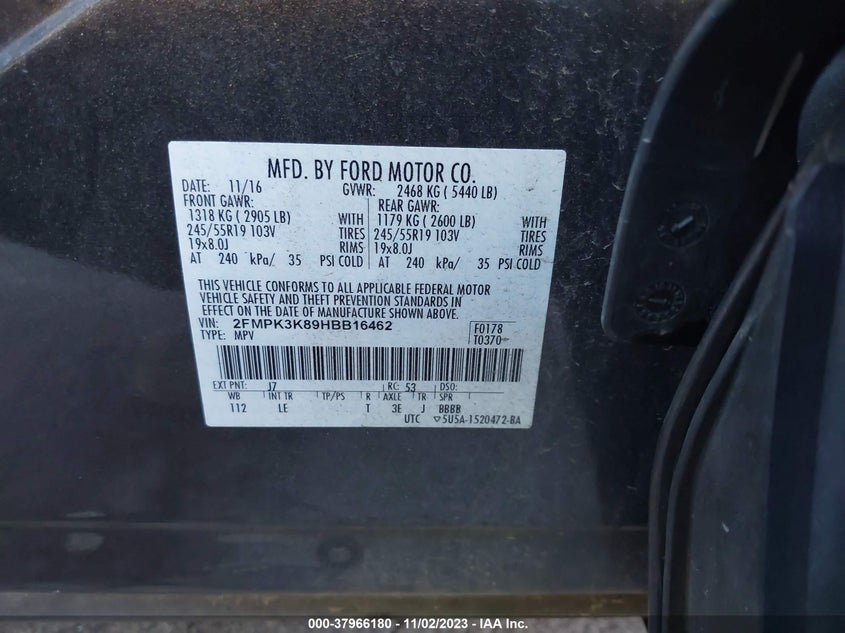 MFD. BY FORD MOTOR CO.
DATE: 11/16 GVWR: 2468 KG ( 5440 LB)
FRONT GAWR: REAR GAWR:
1318 KG ( 2905 LB) WITH 1179 KG ( 2600 LB) WITH
245/55R19 103V TIRES 245/55R19 103V TIRES
19x8.0J RIMS 19x8.0J RIMS
AT 240 kPa/ 35 PSI COLD AT 240 kPa/ 35 PSI COLD
THIS VEHICLE CONFORMS TO ALL APPLICABLE FEDERAL MOTOR
VEHICLE SAFETY AND THEFT PREVENTION STANDARDS IN
EFFECT ON THE DATE OF MANUFACTURE SHOWN ABOVE.
VIN: 2FMPK3K89HBB16462 F0178
TYPE: MPV T0370
EXT PNT: J7 RC: 53 DSO:
WB INT TR TP/PS R AXLE TR SPR
112 LE T 3E J BBBB
UTC ▽5U5A-1520472-BA
000-37966180 - 11/02/2023 - IAA Inc.